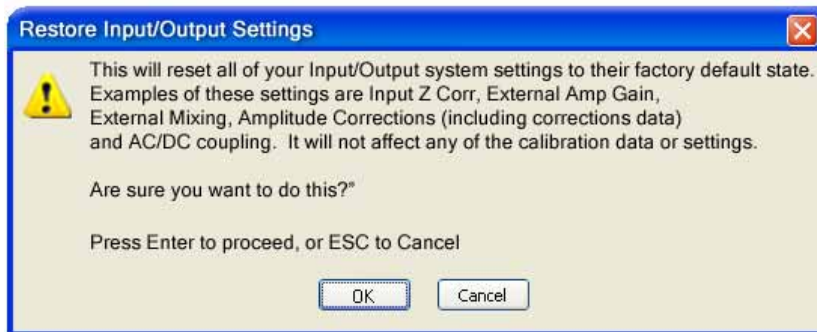 Restore Input/Output Settings
This will reset all of your Input/Output system settings to their factory default state.
Examples of these settings are Input Z Corr, External Amp Gain,
External Mixing, Amplitude Corrections (including corrections data)
and AC/DC coupling.  It will not affect any of the calibration data or settings.
Are sure you want to do this?"
Press Enter to proceed, or ESC to Cancel
OK
Cancel